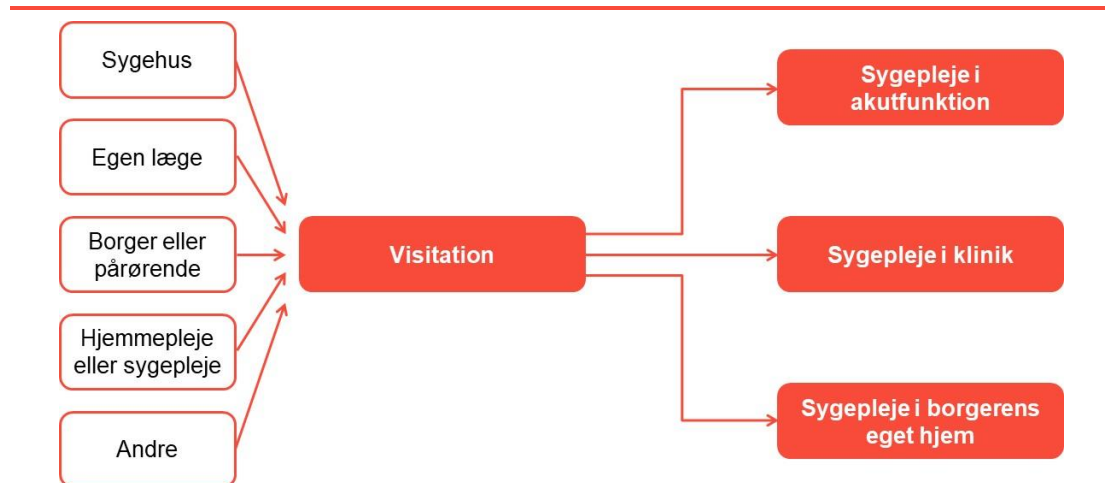 Sygehus
Egen læge
Borger eller
pårørende
Hjemmepleje
eller sygepleje
Andre
Visitation
Sygepleje i
akutfunktion
Sygepleje i klinik
Sygepleje i borgerens
eget hjem